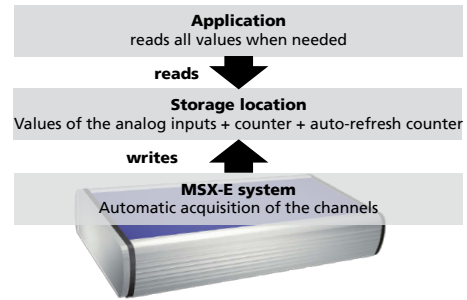 Application
reads all values when needed
reads
Storage location
Values of the analog inputs + counter + auto-refresh counter
writes
MSX-E system
Automatic acquisition of the channels